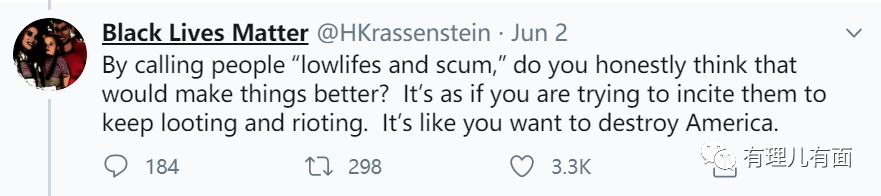 Black Lives Matter @HKrassenstein · Jun 2
By calling people “lowlifes and scum,” do you honestly think that
would make things better?  It’s as if you are trying to incite them to
keep looting and rioting.  It’s like you want to destroy America.
184 298 3.3K 有理儿有面